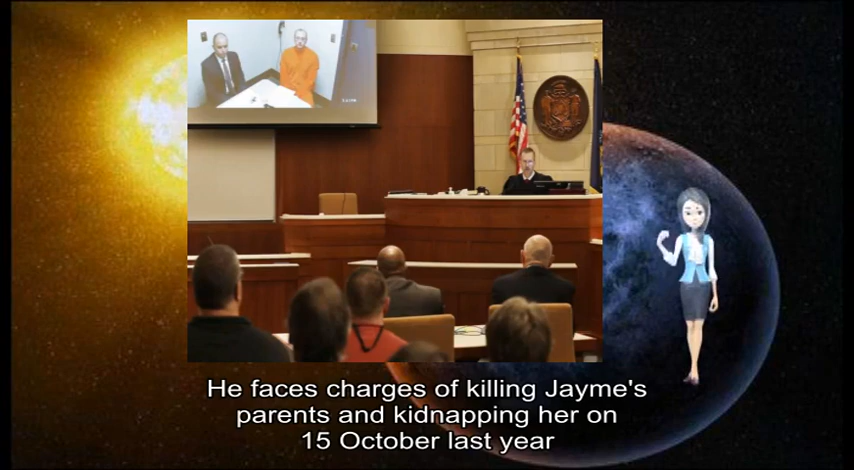 He faces charges of killing Jayme's
parents and kidnapping her on
15 October last year